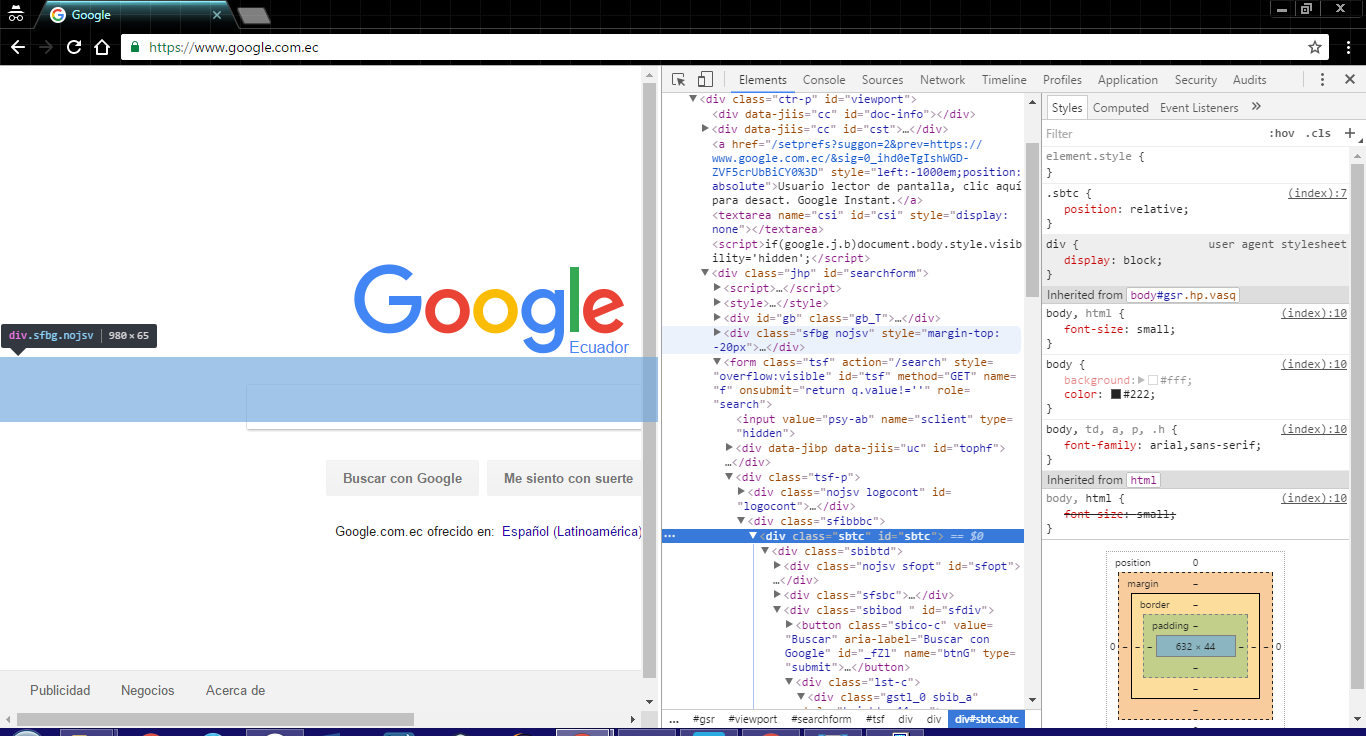 Google
https://www.google.com.ec
Google
Ecuador
div.sfbg.nojsv | 980×65
Buscar con Google
Me siento con suerte
Google.com.ec ofrecido en: Español (Latinoamérica)
Publicidad Negocios Acerca de
Elements Console Sources Network Timeline Profiles Application Security Audits
▼<div class="ctr-p" id="viewport">
<div data-jiis="cc" id="doc-info"></div>
▶<div data-jiis="cc" id="cst">…</div>
<a href="/setprefs?suggon=2&prev=https://
www.google.com.ec/&sig=0_ihd0eTgIshWGD-
ZVF5crUbBiCY0%3D" style="left:-1000em;position:
absolute">Usuario lector de pantalla, clic aquí
para desact. Google Instant.</a>
<textarea name="csi" id="csi" style="display:
none"></textarea>
<script>if(google.j.b)document.body.style.visib
ility='hidden';</script>
▼<div class="jhp" id="searchform">
▶<script>…</script>
▶<style>…</style>
▶<div id="gb" class="gb_T">…</div>
▶<div class="sfbg nojsv" style="margin-top:
-20px">…</div>
▼<form class="tsf" action="/search" style=
"overflow:visible" id="tsf" method="GET" name=
"f" onsubmit="return q.value!=''" role=
"search">
<input value="psy-ab" name="sclient" type=
"hidden">
▶<div data-jibp data-jiis="uc" id="tophf">
…</div>
▼<div class="tsf-p">
▶<div class="nojsv logocont" id=
"logocont">…</div>
▼<div class="sfibbbc">
… ▼<div class="sbtc" id="sbtc"> == $0
▼<div class="sbibtd">
▶<div class="nojsv sfopt" id="sfopt">
…</div>
▶<div class="sfsbc">…</div>
▼<div class="sbibod " id="sfdiv">
▶<button class="sbico-c" value=
"Buscar" aria-label="Buscar con
Google" id="_fZl" name="btnG" type=
"submit">…</button>
▼<div class="lst-c">
▼<div class="gstl_0 sbib_a"
... #gsr #viewport #searchform #tsf div div div#sbtc.sbtc
Styles Computed Event Listeners »
Filter :hov .cls +
element.style {
}
.sbtc { (index):7
position: relative;
}
div { user agent stylesheet
display: block;
}
Inherited from body#gsr.hp.vasq
body, html { (index):10
font-size: small;
}
body { (index):10
background:▶#fff;
color: #222;
}
body, td, a, p, .h { (index):10
font-family: arial,sans-serif;
}
Inherited from html
body, html { (index):10
font-size: small;
}
position 0
margin –
border –
padding –
0 – – – 632 × 44 – – – 0
–
–
–